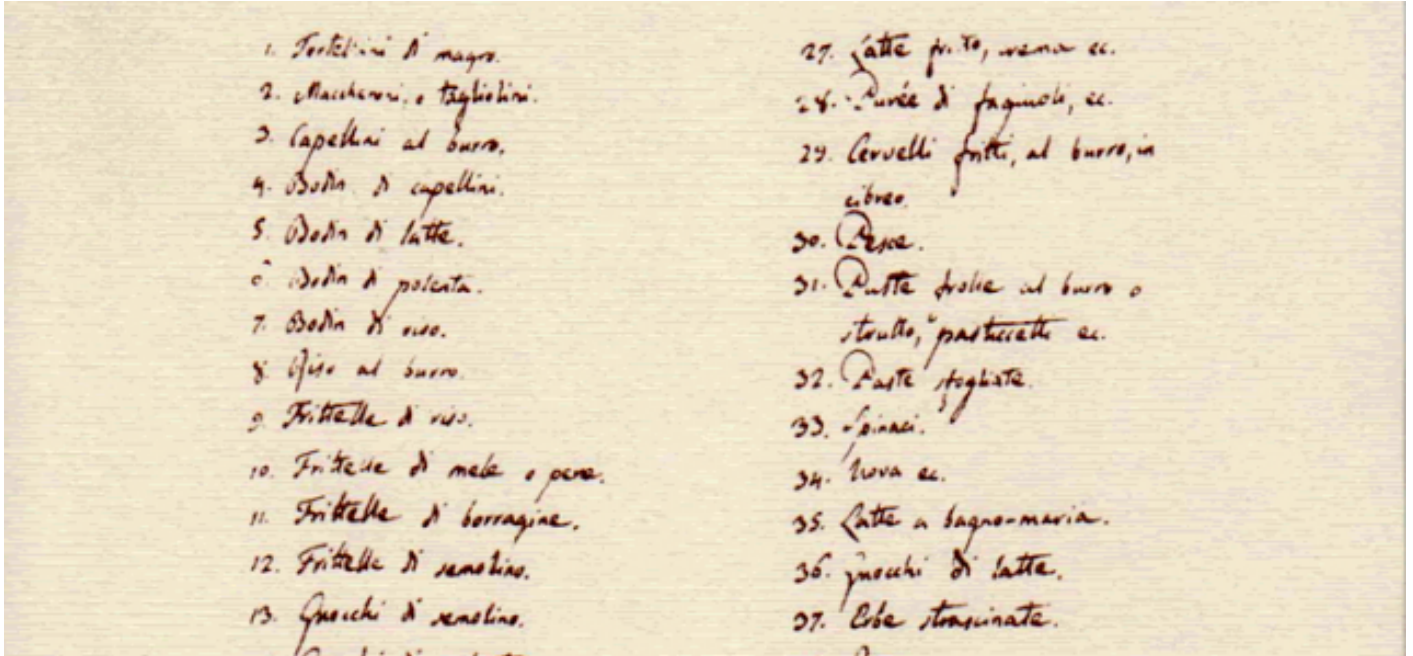 1. Tortellini di magro.
2. Maccheroni, o tagliolini.
3. Capellini al burro.
4. Bodin di capellini.
5. Bodin di latte.
6. Bodin di polenta.
7. Bodin di riso.
8. Riso al burro.
9. Frittelle di riso.
10. Frittelle di mele o pere.
11. Frittelle di borragine.
12. Frittelle di semolino.
13. Gnocchi di semolino.
27. Latte fritto, crema ec.
28. Purée di fagiuoli, ec.
29. Cervelli fritti, al burro, in
cibreo.
30. Pesce.
31. Paste frolle al burro o
strutto, pasticcetti ec.
32. Paste sfogliate.
33. Spinaci.
34. Uova ec.
35. Latte a bagno-maria.
36. Gnocchi di latte.
37. Erbe strascinate.